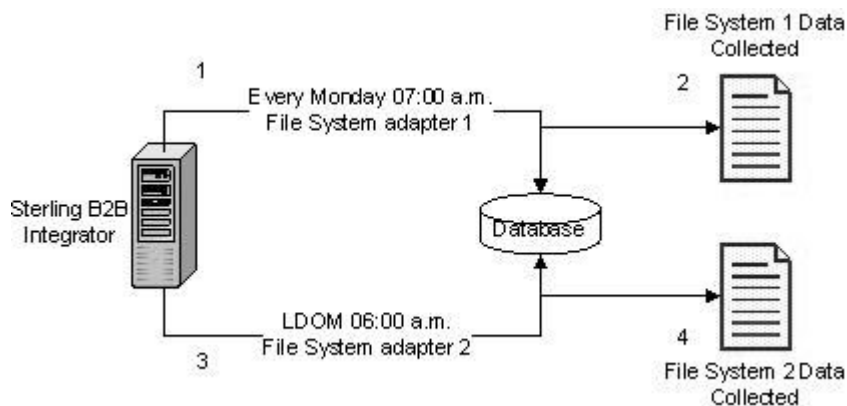 File System 1 Data
Collected
1
2
Every Monday 07:00 a.m.
File System adapter 1
Sterling B2B
Integrator
Database
LDOM 06:00 a.m.
File System adapter 2
3
4
File System 2 Data
Collected